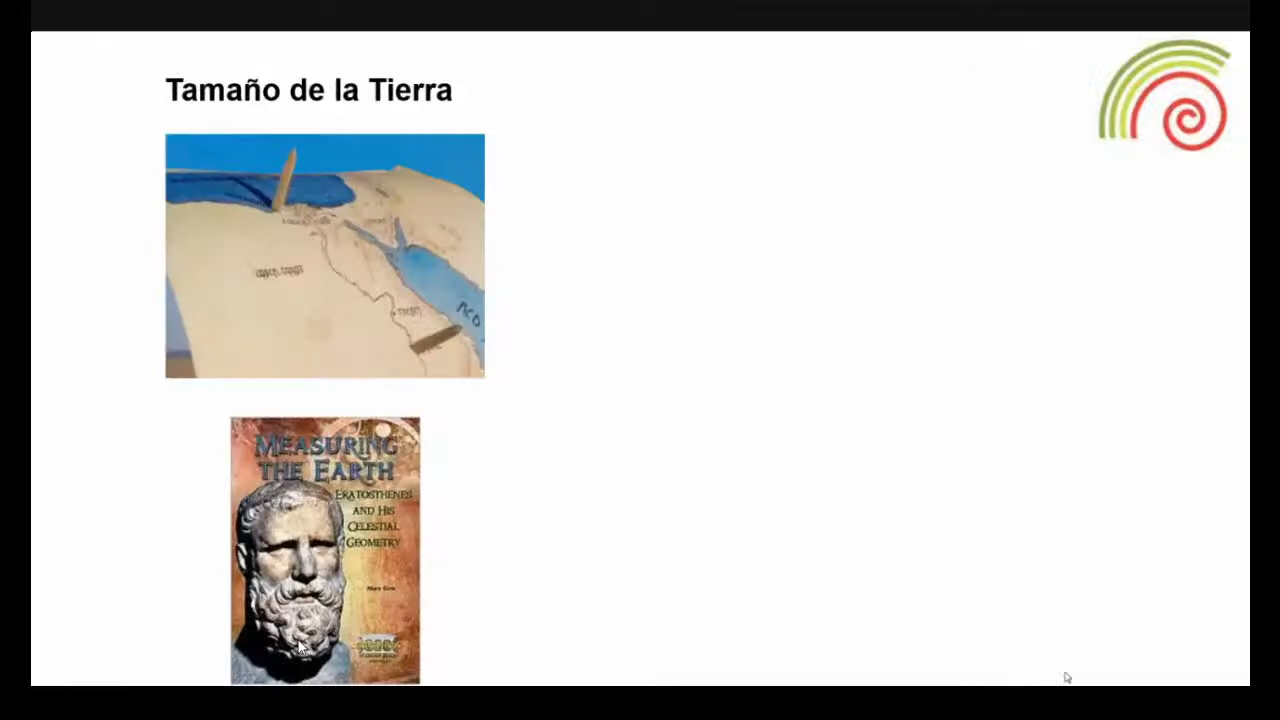 Tamaño de la Tierra
MEASURING
THE EARTH
ERATOSTHENES
AND HIS
CELESTIAL
GEOMETRY